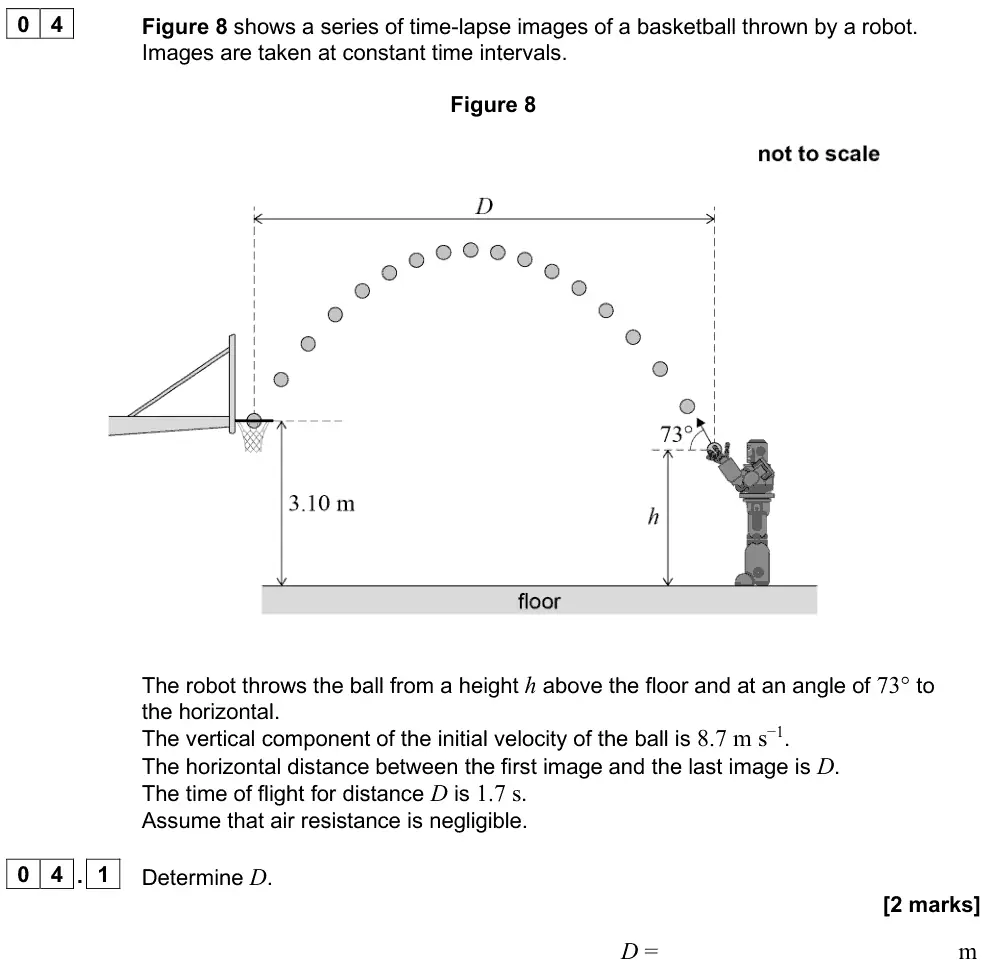 0 4 Figure 8 shows a series of time-lapse images of a basketball thrown by a robot.
Images are taken at constant time intervals.
Figure 8
not to scale
D
73°
3.10 m
h
floor
The robot throws the ball from a height h above the floor and at an angle of 73° to
the horizontal.
The vertical component of the initial velocity of the ball is 8.7 m s⁻¹.
The horizontal distance between the first image and the last image is D.
The time of flight for distance D is 1.7 s.
Assume that air resistance is negligible.
0 4 . 1 Determine D.
[2 marks]
D = m